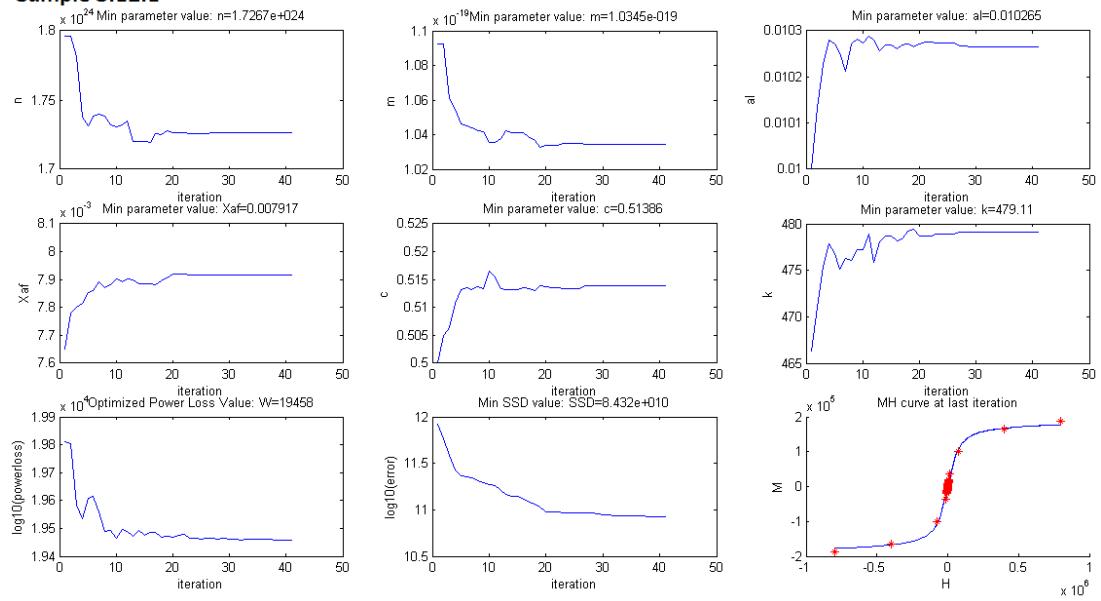 x 10^24 Min parameter value: n=1.7267e+024
1.8
1.75
1.7
n
0 10 20 30 40 50
iteration
x 10^-19 Min parameter value: m=1.0345e-019
1.1
1.08
1.06
1.04
1.02
m
0 10 20 30 40 50
iteration
Min parameter value: al=0.010265
0.0103
0.0102
0.0101
0.01
al
0 10 20 30 40 50
iteration
x 10^-3 Min parameter value: Xaf=0.007917
8.1
8
7.9
7.8
7.7
7.6
Xaf
0 10 20 30 40 50
iteration
Min parameter value: c=0.51386
0.525
0.52
0.515
0.51
0.505
0.5
c
0 10 20 30 40 50
iteration
Min parameter value: k=479.11
480
475
470
465
k
0 10 20 30 40 50
iteration
x 10^4 Optimized Power Loss Value: W=19458
1.99
1.98
1.97
1.96
1.95
1.94
log10(powerloss)
0 10 20 30 40 50
iteration
Min SSD value: SSD=8.432e+010
12
11.5
11
10.5
log10(error)
0 10 20 30 40 50
iteration
x 10^5 MH curve at last iteration
2
1
0
-1
-2
M
-1 -0.5 0 0.5 1
H
x 10^6